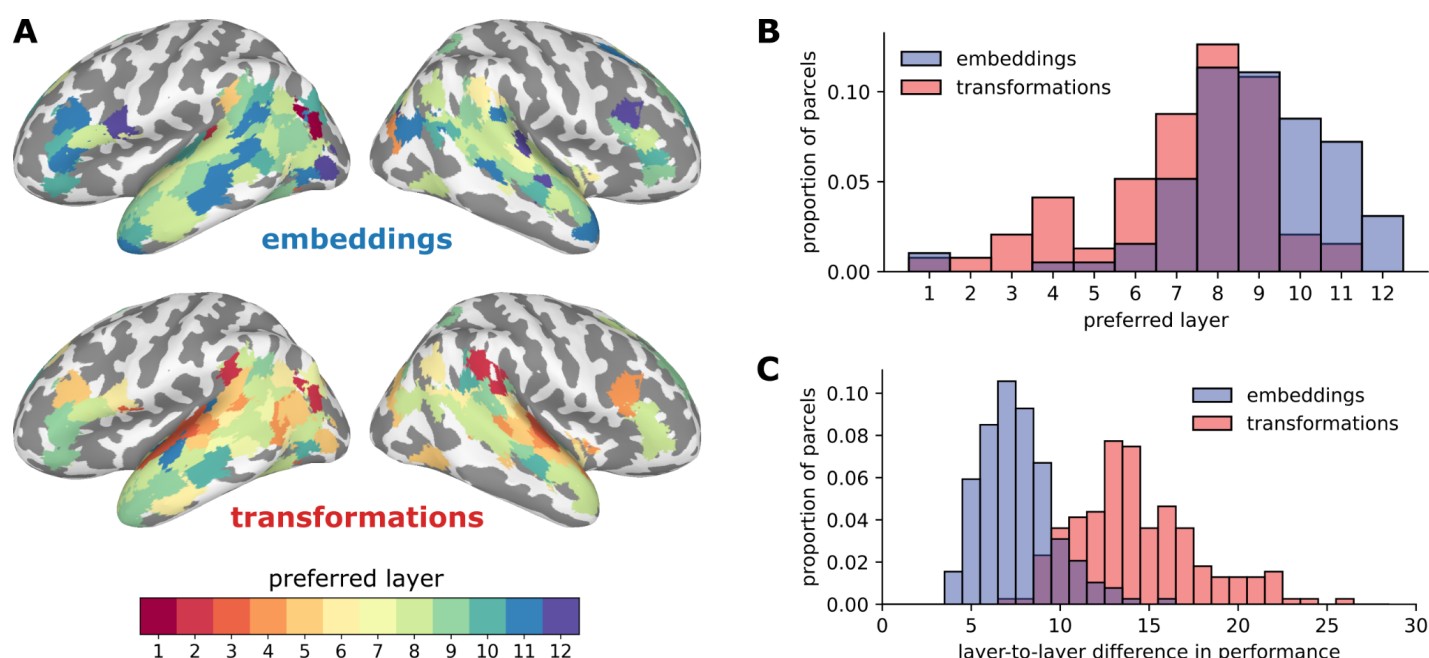 A
embeddings
transformations
preferred layer
1 2 3 4 5 6 7 8 9 10 11 12
B
embeddings
transformations
proportion of parcels
0.10
0.05
0.00
1 2 3 4 5 6 7 8 9 10 11 12
preferred layer
C
embeddings
transformations
proportion of parcels
0.10
0.08
0.06
0.04
0.02
0.00
0 5 10 15 20 25 30
layer-to-layer difference in performance